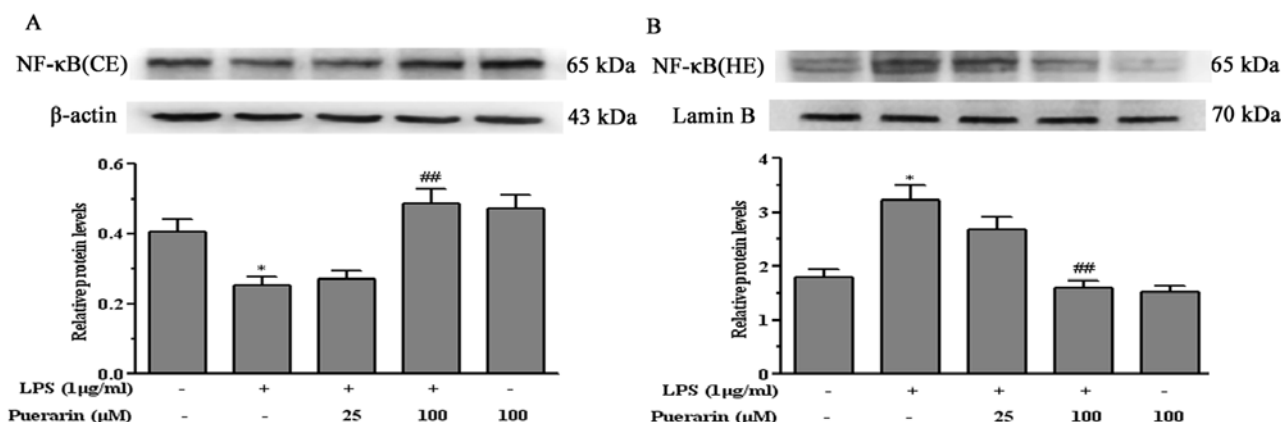 A
NF-κB(CE) 65 kDa
β-actin 43 kDa
Relative protein levels
0.6
0.4
0.2
0.0
*
##
LPS (1μg/ml) - + + + -
Puerarin (μM) - - 25 100 100
B
NF-κB(HE) 65 kDa
Lamin B 70 kDa
Relative protein levels
4
3
2
1
0
*
##
LPS (1μg/ml) - + + + -
Puerarin (μM) - - 25 100 100